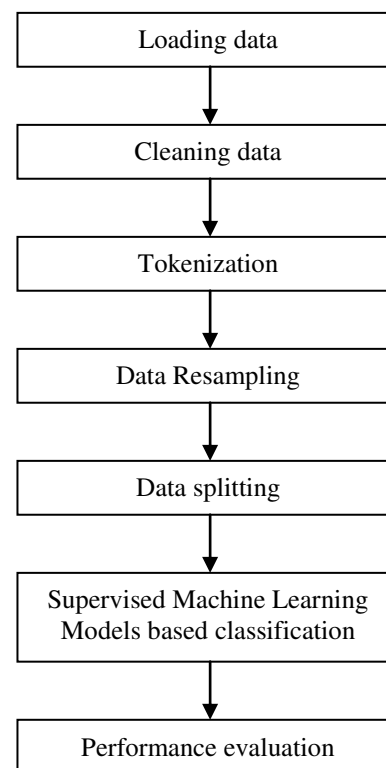 Loading data
Cleaning data
Tokenization
Data Resampling
Data splitting
Supervised Machine Learning
Models based classification
Performance evaluation